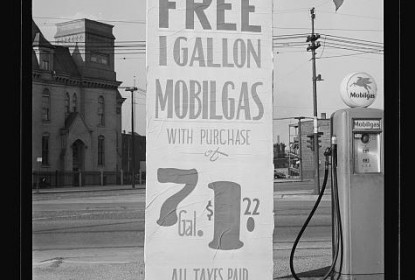 FREE
1 GALLON
MOBILGAS
WITH PURCHASE
of
7 Gal. $1.22
ALL TAXES PAID
Mobilgas
Mobilgas